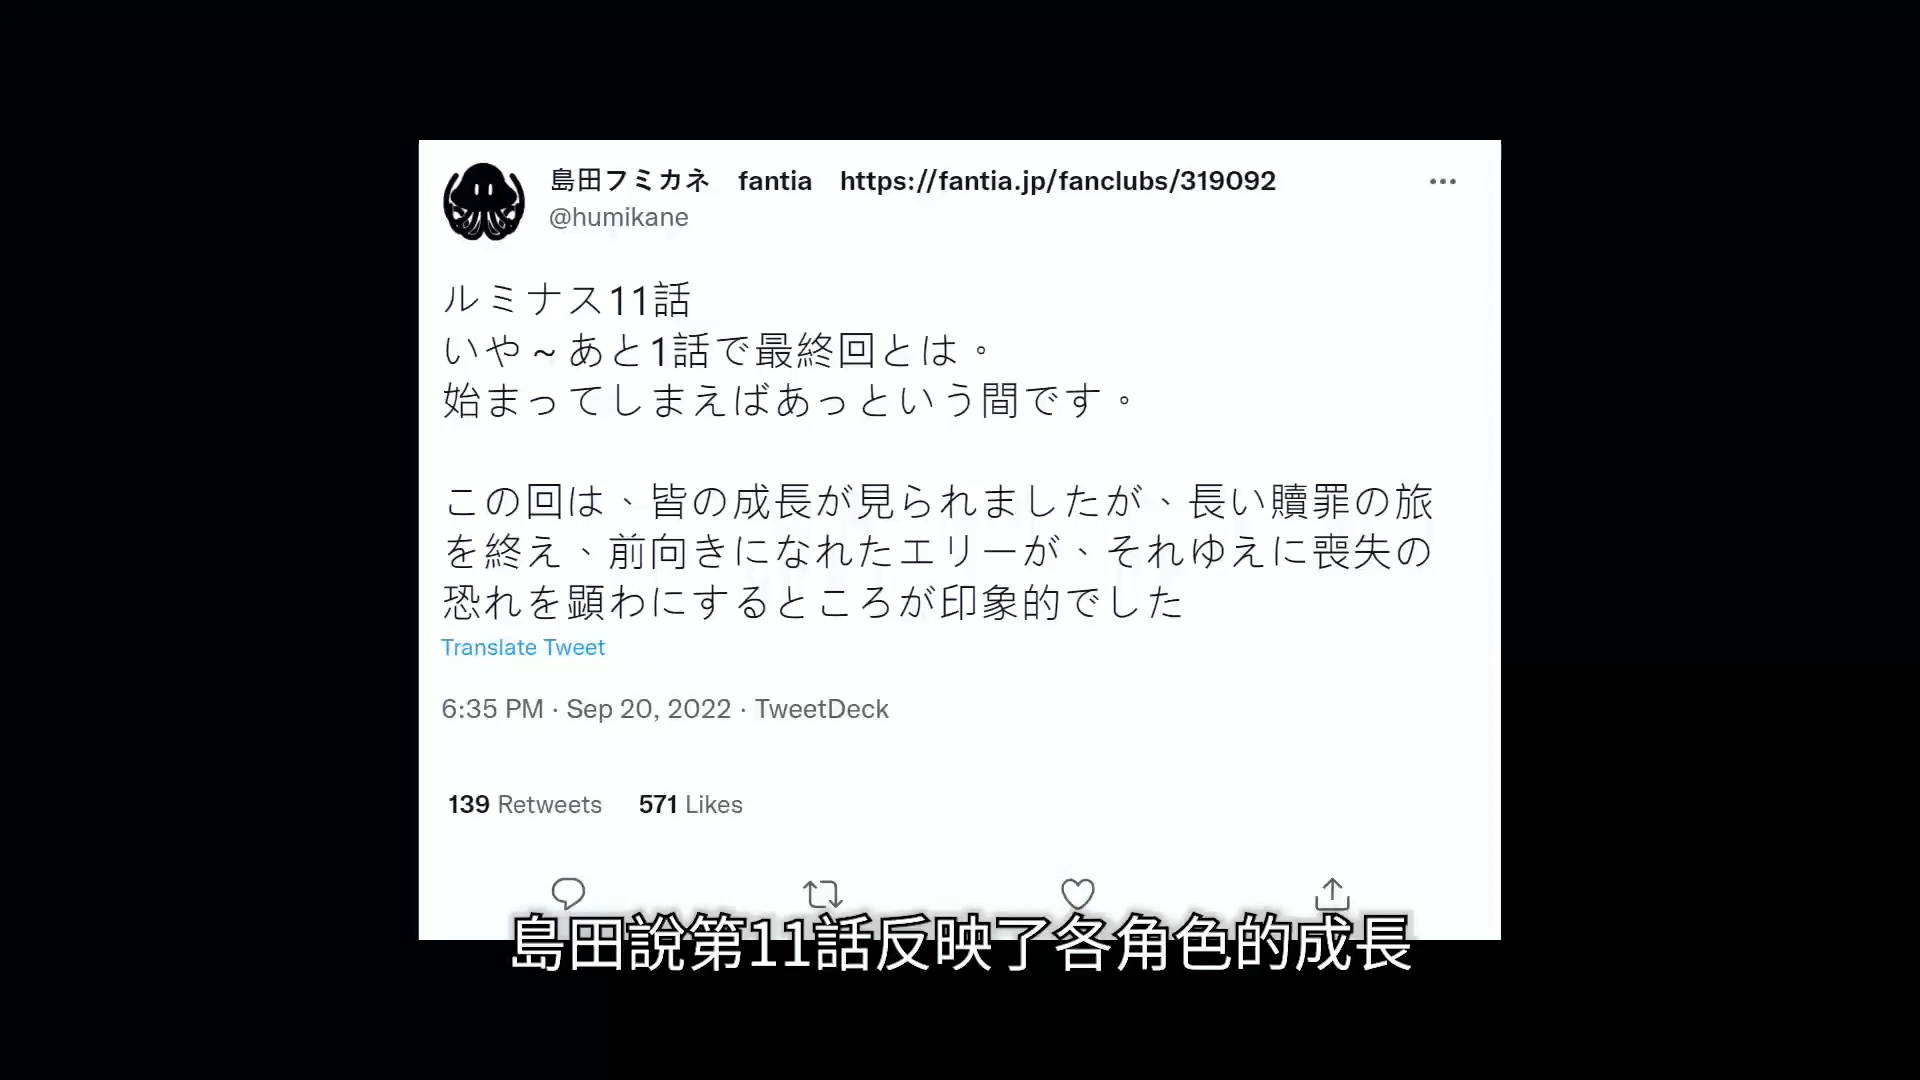 島田フミカネ　fantia　https://fantia.jp/fanclubs/319092
@humikane
ルミナス11話
いや~あと1話で最終回とは。
始まってしまえばあっという間です。
この回は、皆の成長が見られましたが、長い贖罪の旅
を終え、前向きになれたエリーが、それゆえに喪失の
恐れを顕わにするところが印象的でした
Translate Tweet
6:35 PM · Sep 20, 2022 · TweetDeck
139 Retweets 571 Likes
島田說第11話反映了各角色的成長